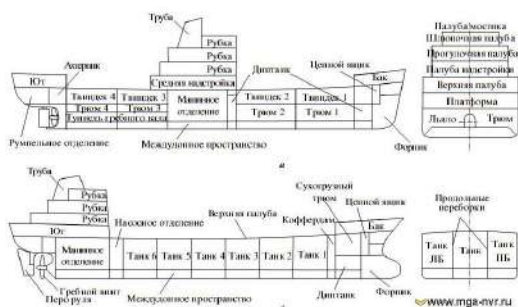 Труба
Рубка
Рубка
Рубка
Средняя надстройка
Ахтерпик
Ют
Диптанк
Цепной ящик
Бак
Твиндек 4
Твиндек 3
Трюм 4
Трюм 3
Туннель гребного вала
Машинное
отделение
Твиндек 2
Твиндек 1
Трюм 2
Трюм 1
Румпельное отделение
Междудонное пространство
Форпик
а
Палуба мостика
Шлюпочная палуба
Прогулочная палуба
Палуба надстройки
Верхняя палуба
Платформа
Льяло
Трюм
Труба
Рубка
Рубка
Рубка
Ют
Насосное отделение
Верхняя палуба
Сухогрузный
трюм
Цепной ящик
Коффердам
Бак
Машинное
отделение
Танк 6
Танк 5
Танк 4
Танк 3
Танк 2
Танк 1
Гребной винт
Перо руля
Междудонное пространство
Диптанк
Форпик
Продольные
переборки
Танк
ЛБ
Танк
Танк
ПБ
www.mga-nvr.ru